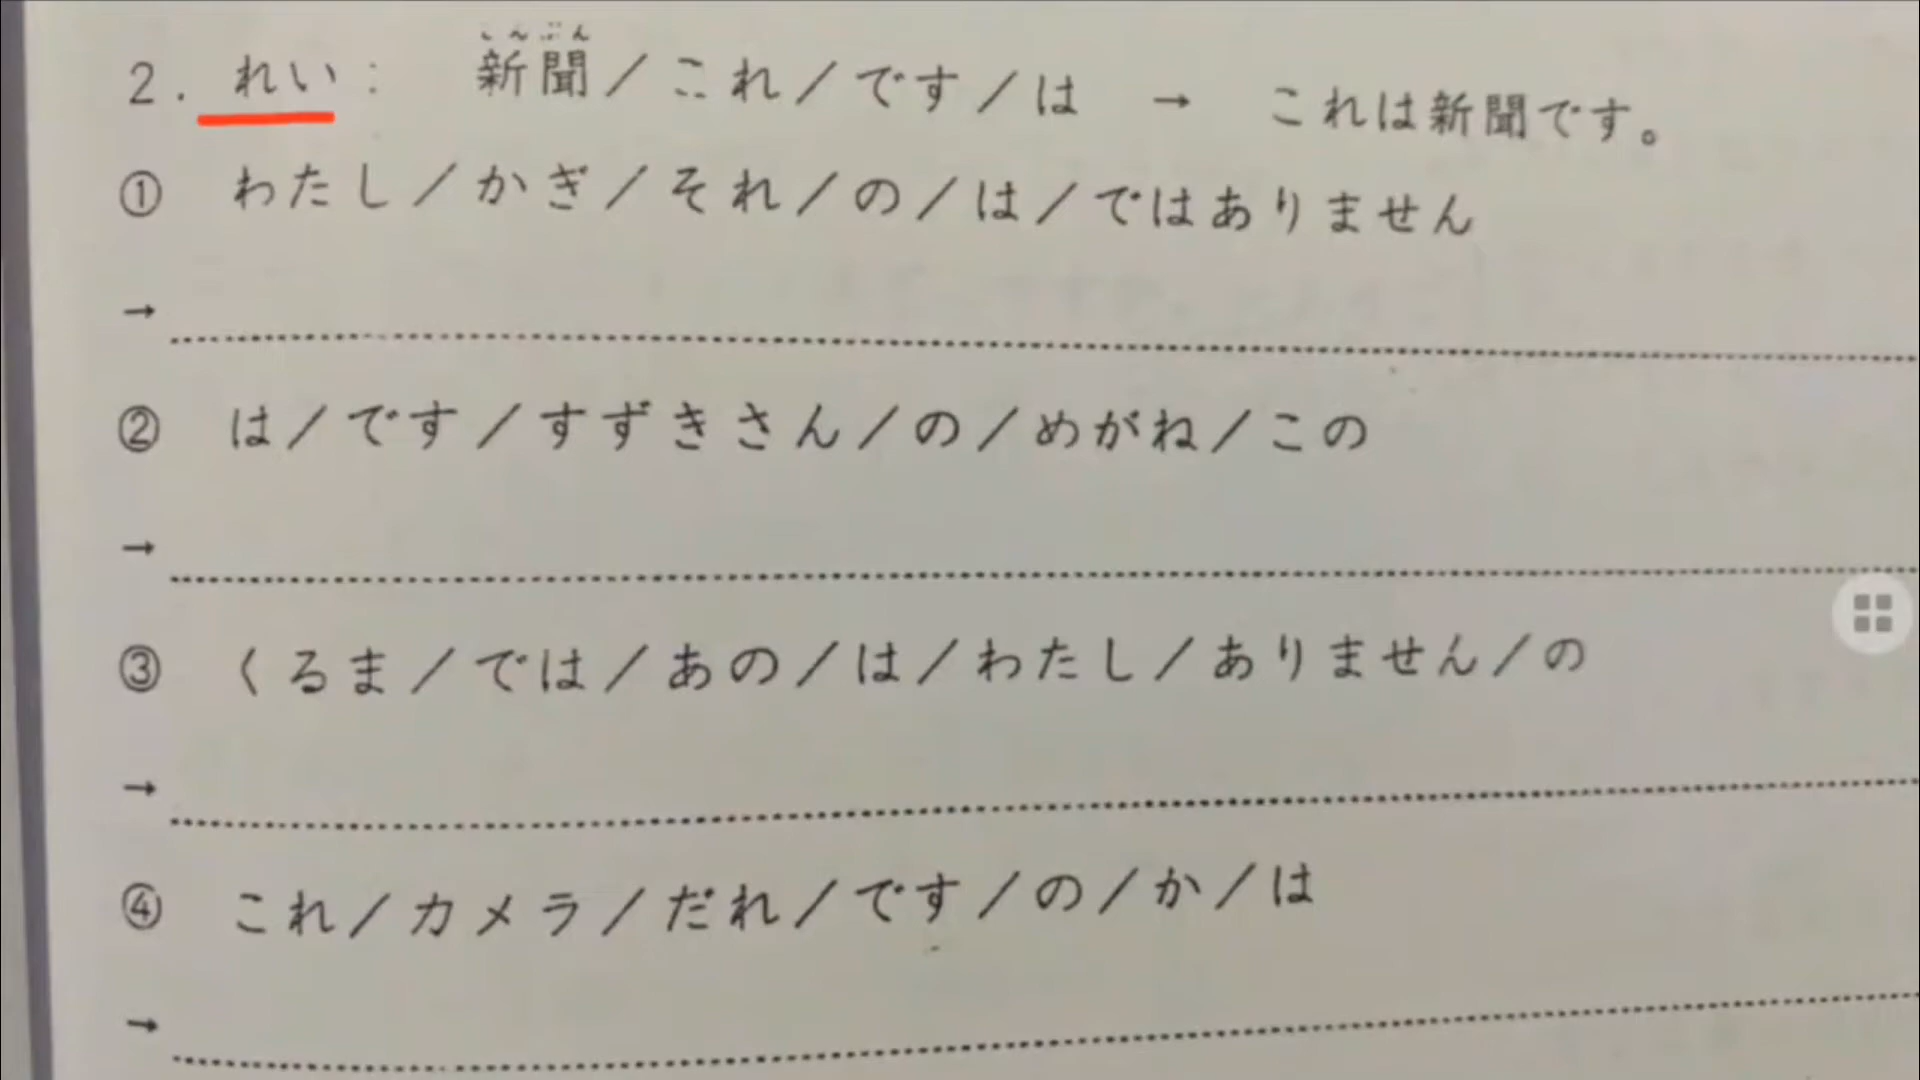 しんぶん
2. れい： 新聞／これ／です／は → これは新聞です。
① わたし／かぎ／それ／の／は／ではありません
→
② は／です／すずきさん／の／めがね／この
→
③ くるま／では／あの／は／わたし／ありません／の
→
④ これ／カメラ／だれ／です／の／か／は
→